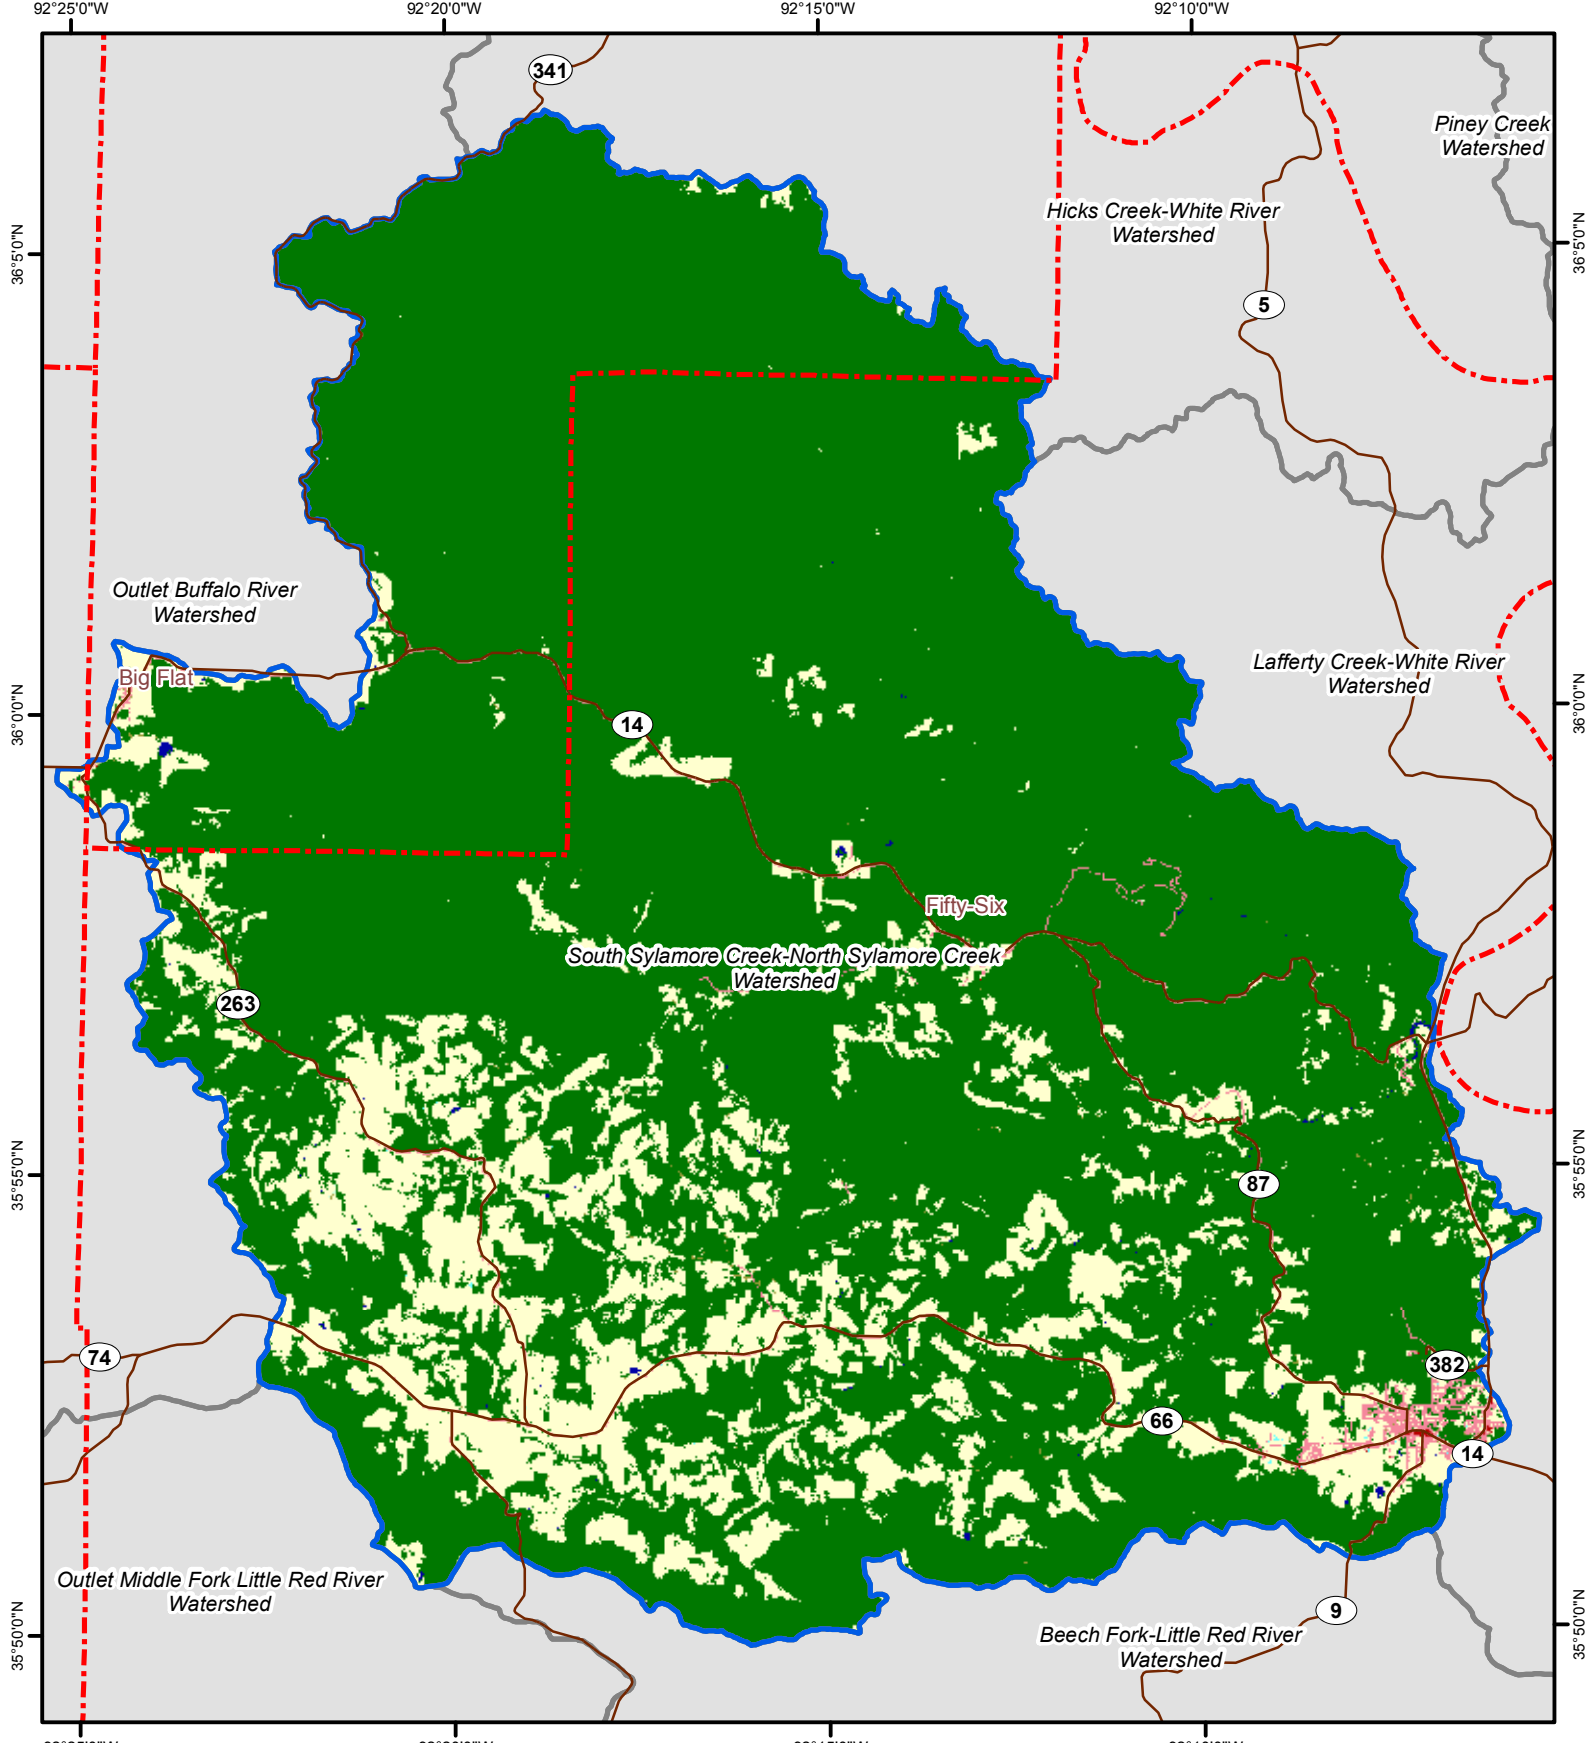 92°25'0"W
92°20'0"W
92°15'0"W
92°10'0"W
341
Piney Creek
Watershed
Hicks Creek-White River
Watershed
36°5'0"N
36°5'0"N
5
Outlet Buffalo River
Watershed
Lafferty Creek-White River
Watershed
Big Flat
36°0'0"N
36°0'0"N
14
Fifty-Six
South Sylamore Creek-North Sylamore Creek
Watershed
263
35°55'0"N
35°55'0"N
87
74
382
66
14
Outlet Middle Fork Little Red River
Watershed
9
35°50'0"N
35°50'0"N
Beech Fork-Little Red River
Watershed